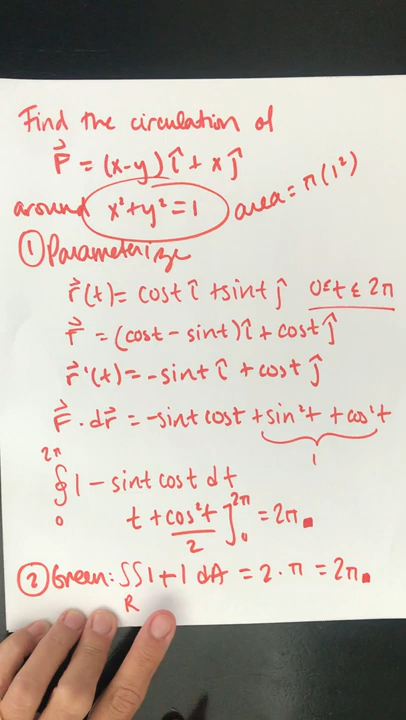 Find the circulation of
F⃗ = (x-y) î + x ĵ
around x² + y² = 1 area = π(1²)
① Parameterize
r⃗(t) = cost î + sint ĵ 0 ≤ t ≤ 2π
F⃗ = (cost - sint) î + cost ĵ
r⃗'(t) = -sint î + cost ĵ
F⃗ · dr⃗ = -sint cost + sin²t + cos²t
1
2π
∮ 1 - sint cost dt
0
t + cos²t/2 ]₀^2π = 2π ▪
② Green: ∬ 1 + 1 dA = 2 · π = 2π ▪
R